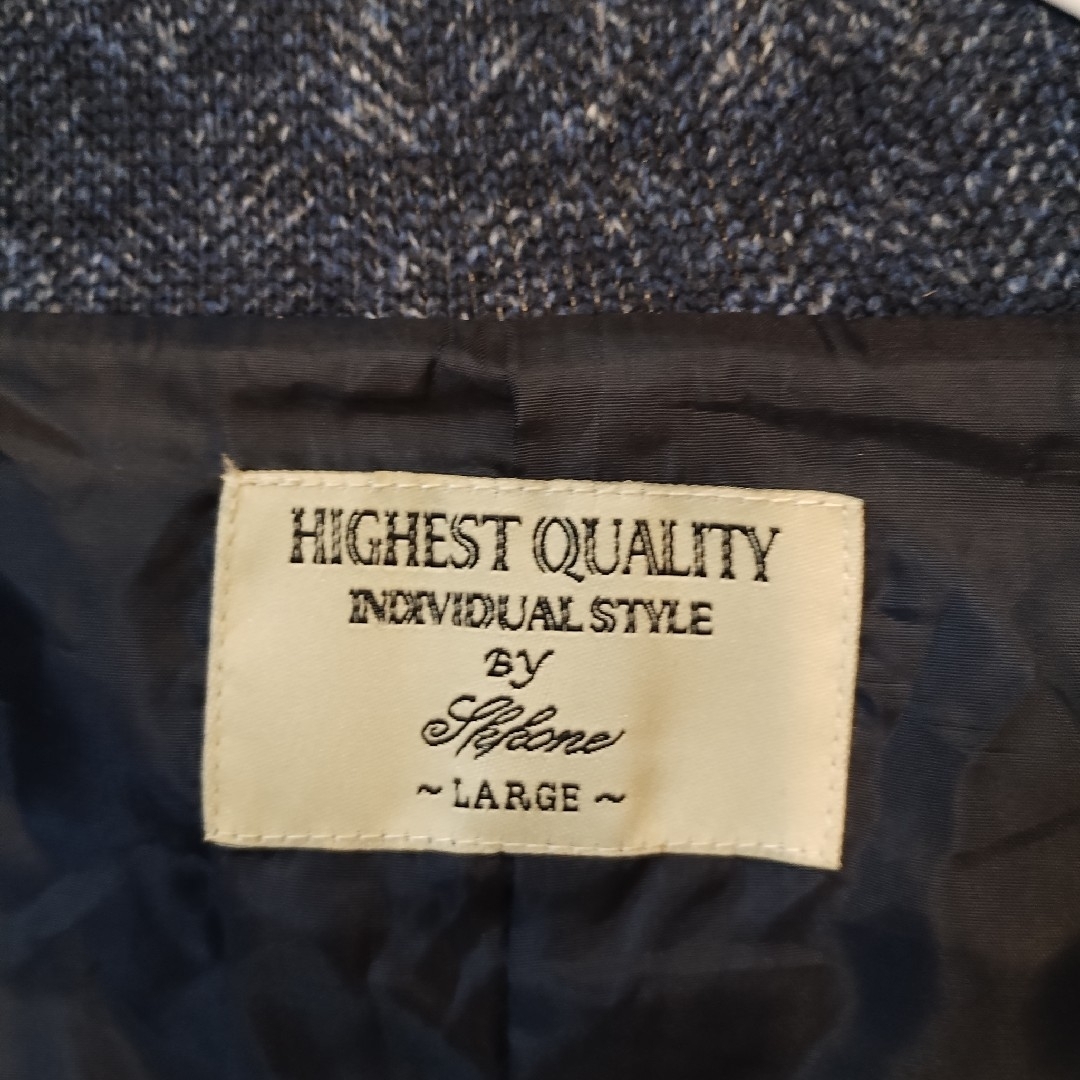 HIGHEST QUALITY
INDIVIDUAL STYLE
BY
~ LARGE ~